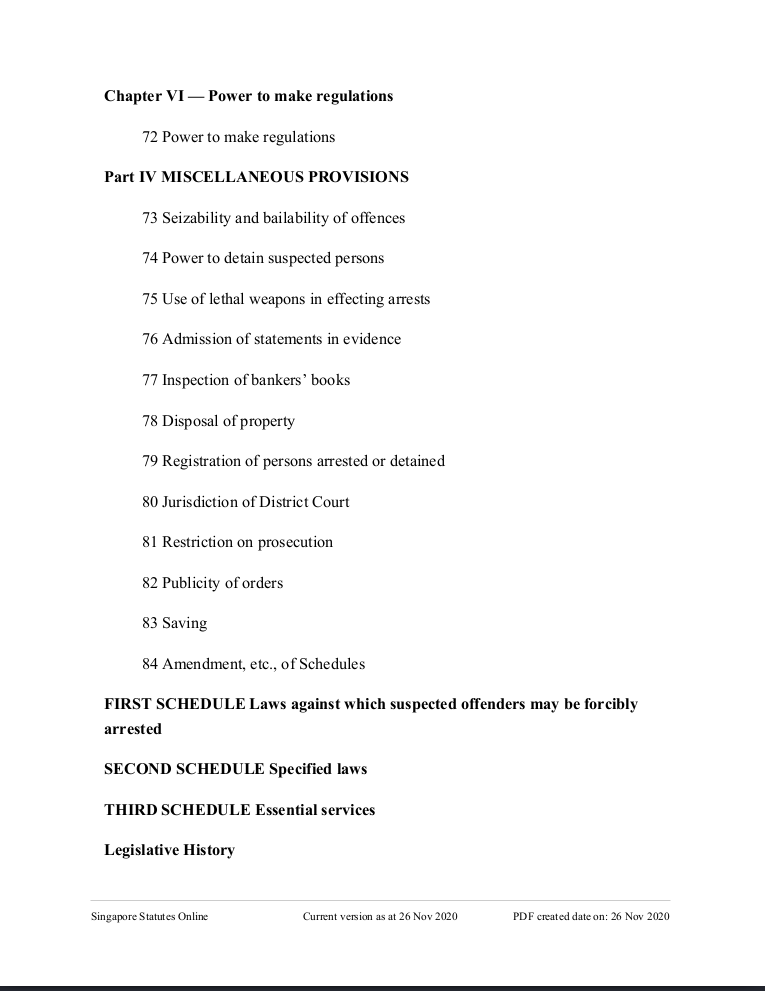 Chapter VI — Power to make regulations
72 Power to make regulations
Part IV MISCELLANEOUS PROVISIONS
73 Seizability and bailability of offences
74 Power to detain suspected persons
75 Use of lethal weapons in effecting arrests
76 Admission of statements in evidence
77 Inspection of bankers’ books
78 Disposal of property
79 Registration of persons arrested or detained
80 Jurisdiction of District Court
81 Restriction on prosecution
82 Publicity of orders
83 Saving
84 Amendment, etc., of Schedules
FIRST SCHEDULE Laws against which suspected offenders may be forcibly
arrested
SECOND SCHEDULE Specified laws
THIRD SCHEDULE Essential services
Legislative History
Singapore Statutes Online Current version as at 26 Nov 2020 PDF created date on: 26 Nov 2020